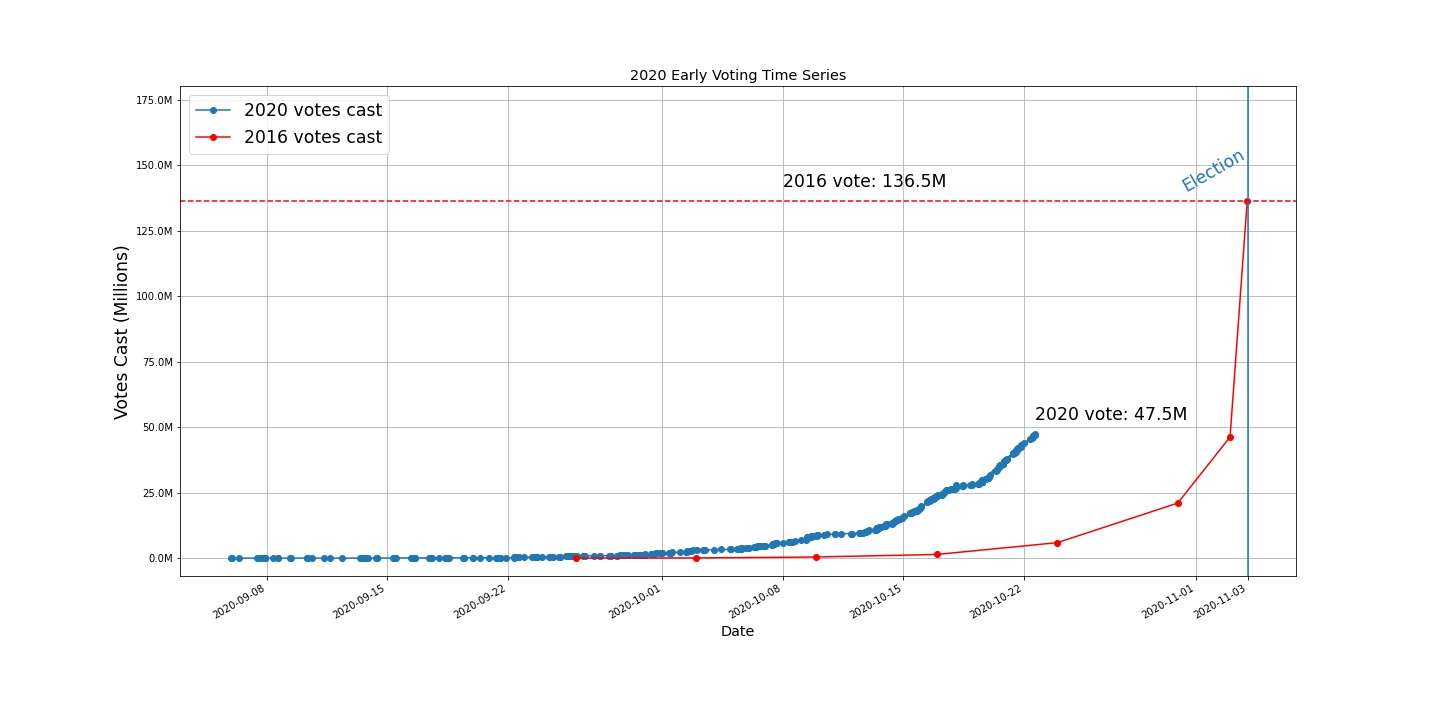 2020 Early Voting Time Series
175.0M
150.0M
125.0M
100.0M
75.0M
50.0M
25.0M
0.0M
Votes Cast (Millions)
2020 votes cast
2016 votes cast
2016 vote: 136.5M
Election
2020 vote: 47.5M
2020-09-08
2020-09-15
2020-09-22
2020-10-01
2020-10-08
2020-10-15
2020-10-22
2020-11-01
2020-11-03
Date